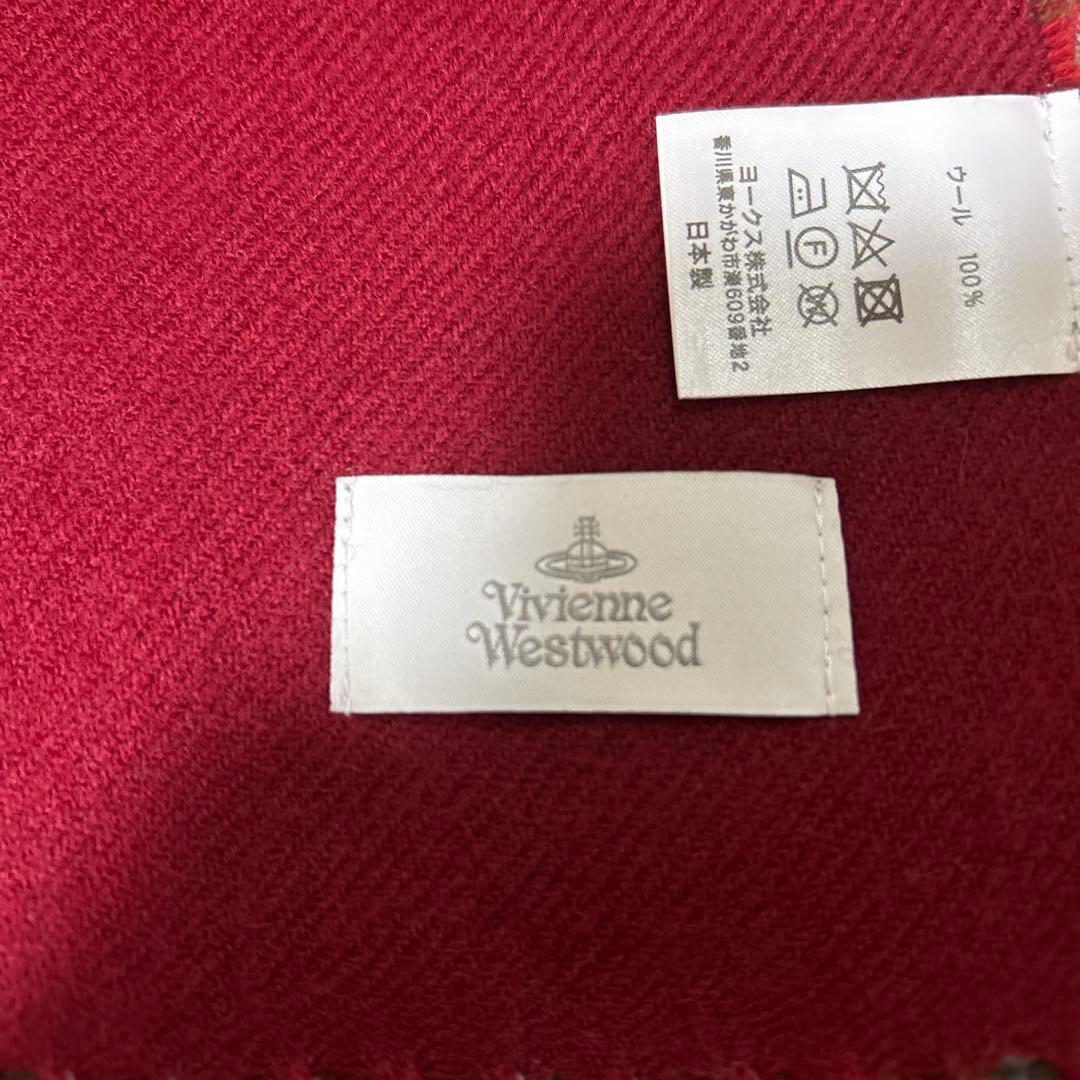 ウール 100%
F
ヨークス株式会社
香川県東かがわ市湊609番地2
日本製
Vivienne
Westwood